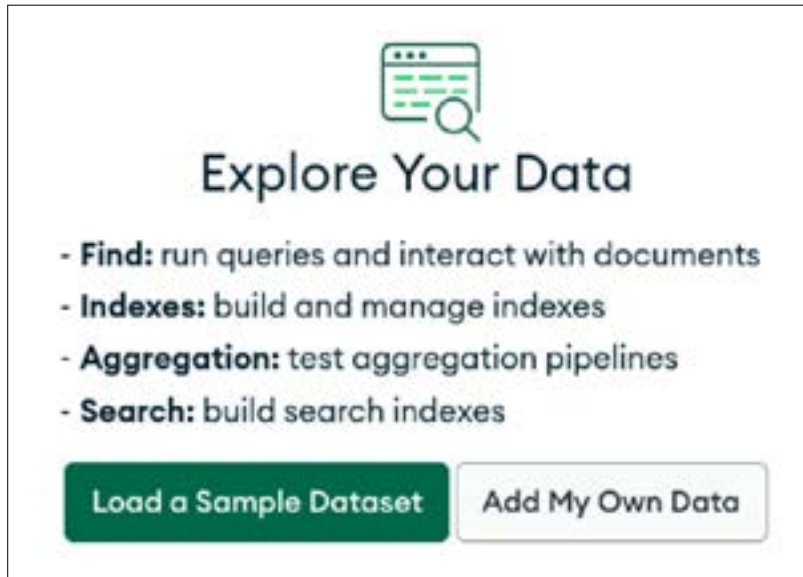 Explore Your Data
- Find: run queries and interact with documents
- Indexes: build and manage indexes
- Aggregation: test aggregation pipelines
- Search: build search indexes
Load a Sample Dataset Add My Own Data